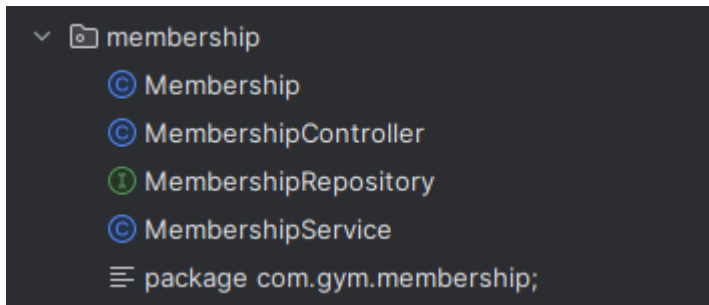 membership
C Membership
C MembershipController
I MembershipRepository
C MembershipService
package com.gym.membership;